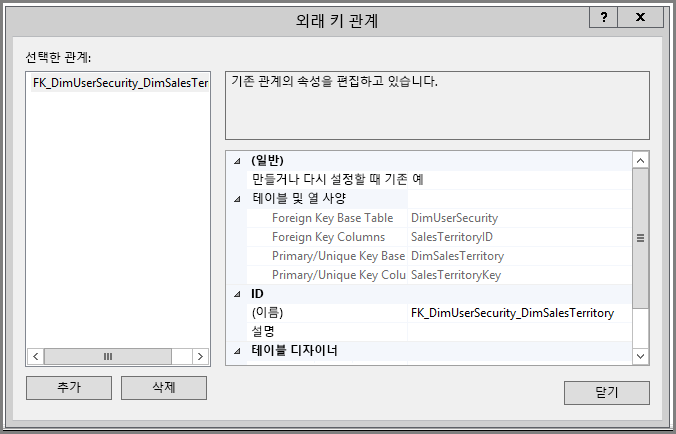 외래 키 관계
? X
선택한 관계:
FK_DimUserSecurity_DimSalesTer
기존 관계의 속성을 편집하고 있습니다.
(일반)
만들거나 다시 설정할 때 기존 예
테이블 및 열 사양
Foreign Key Base Table DimUserSecurity
Foreign Key Columns SalesTerritoryID
Primary/Unique Key Base DimSalesTerritory
Primary/Unique Key Colu SalesTerritoryKey
ID
(이름) FK_DimUserSecurity_DimSalesTerritory
설명
테이블 디자이너
추가 삭제
닫기